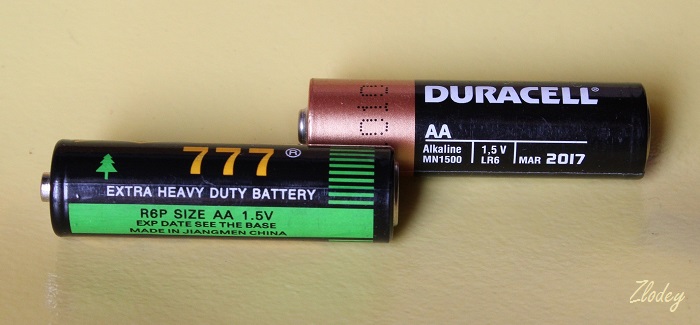 DURACELL®
AA
Alkaline
MN1500
1,5 V
LR6
MAR 2017
777®
EXTRA HEAVY DUTY BATTERY
R6P SIZE AA 1.5V
EXP DATE SEE THE BASE
MADE IN JIANGMEN CHINA
Zlodey